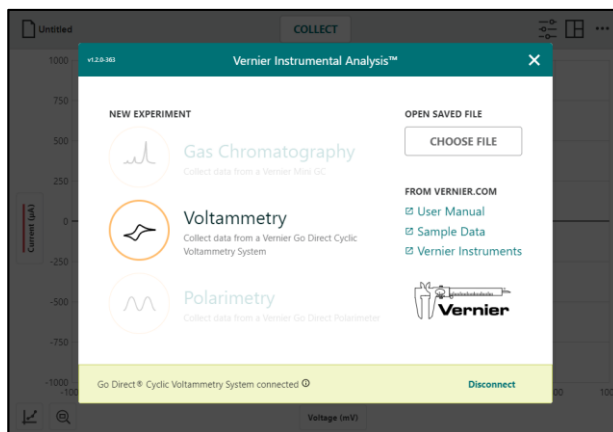 Untitled
COLLECT
v1.2.0-363
Vernier Instrumental Analysis™
NEW EXPERIMENT
Gas Chromatography
Collect data from a Vernier Mini GC
Voltammetry
Collect data from a Vernier Go Direct Cyclic
Voltammetry System
Polarimetry
Collect data from a Vernier Go Direct Polarimeter
OPEN SAVED FILE
CHOOSE FILE
FROM VERNIER.COM
User Manual
Sample Data
Vernier Instruments
Vernier
Go Direct® Cyclic Voltammetry System connected
Disconnect
1000
750
500
250
0
-250
-500
-750
-1000
Current (µA)
Voltage (mV)